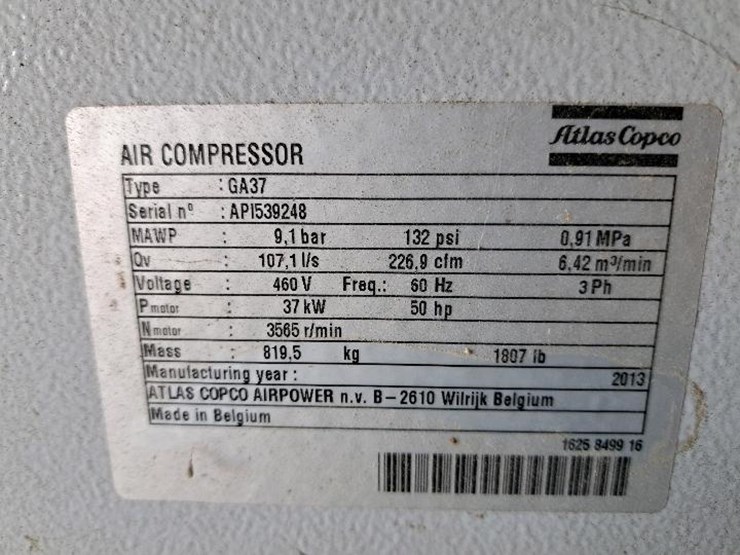 Atlas Copco
AIR COMPRESSOR
Type : GA37
Serial nº : API539248
MAWP : 9,1 bar 132 psi 0,91 MPa
Qv : 107,1 l/s 226,9 cfm 6,42 m³/min
Voltage : 460 V Freq.: 60 Hz 3 Ph
P motor : 37 kW 50 hp
N motor : 3565 r/min
Mass : 819,5 kg 1807 lb
Manufacturing year : 2013
ATLAS COPCO AIRPOWER n.v. B-2610 Wilrijk Belgium
Made in Belgium
1625 8499 16